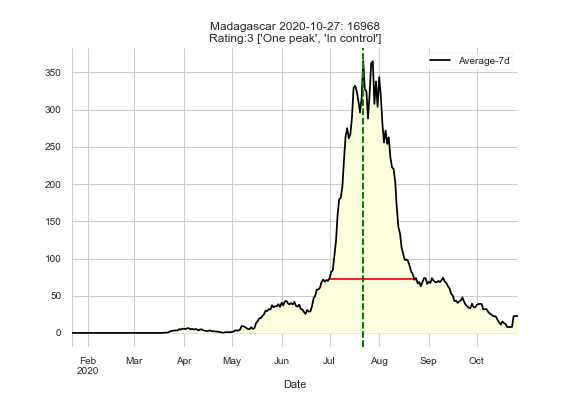 Madagascar 2020-10-27: 16968
Rating:3 ['One peak', 'In control']
Average-7d
350
300
250
200
150
100
50
0
Feb Mar Apr May Jun Jul Aug Sep Oct
2020
Date